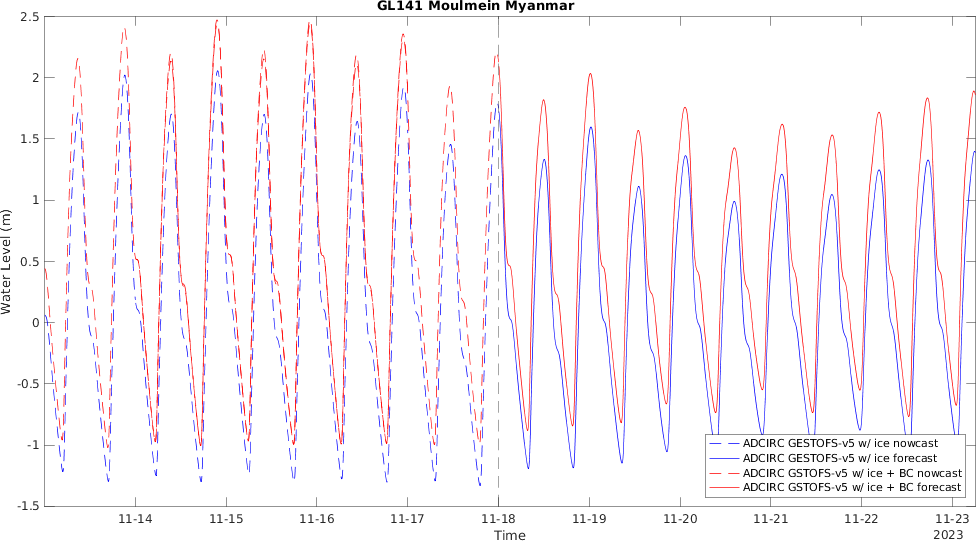 GL141 Moulmein Myanmar
2.5
2
1.5
1
0.5
0
-0.5
-1
-1.5
Water Level (m)
11-14
11-15
11-16
11-17
11-18
11-19
11-20
11-21
11-22
11-23
2023
Time
ADCIRC GESTOFS-v5 w/ ice nowcast
ADCIRC GESTOFS-v5 w/ ice forecast
ADCIRC GSTOFS-v5 w/ ice + BC nowcast
ADCIRC GSTOFS-v5 w/ ice + BC forecast